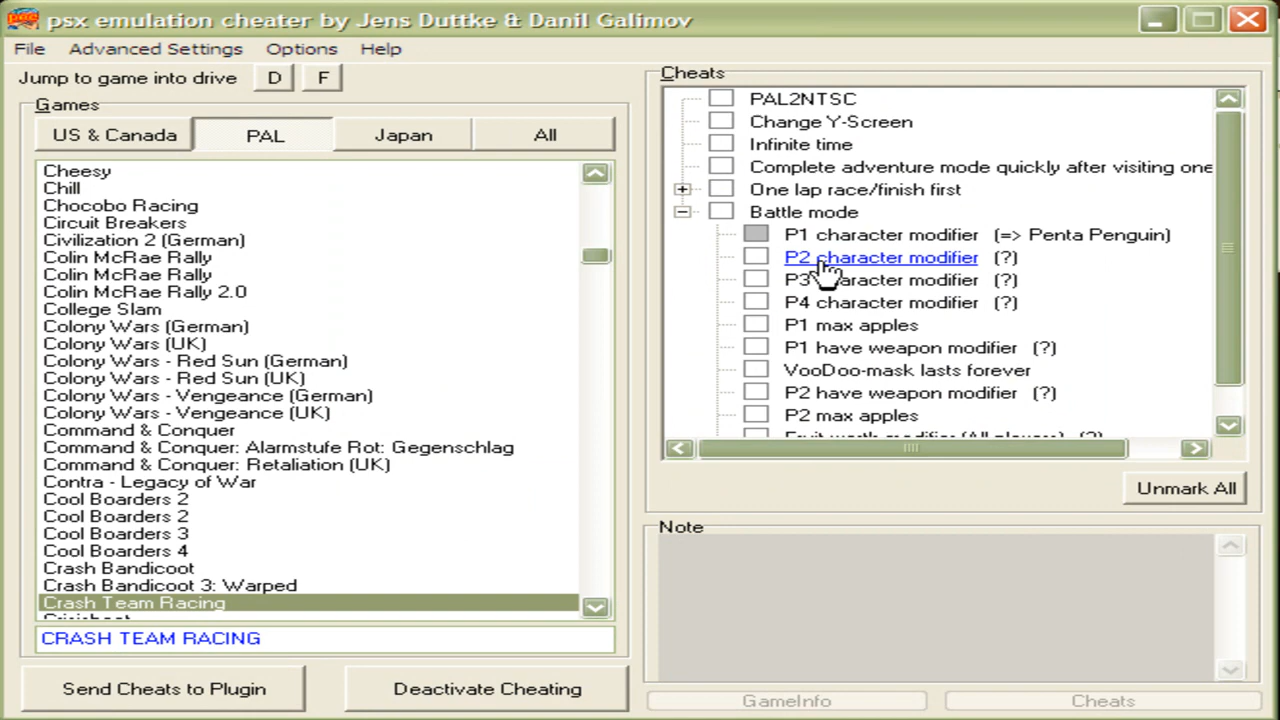 psx emulation cheater by Jens Duttke & Danil Galimov
File Advanced Settings Options Help
Jump to game into drive D F
Games
US & Canada PAL Japan All
Cheesy
Chill
Chocobo Racing
Circuit Breakers
Civilization 2 (German)
Colin McRae Rally
Colin McRae Rally
Colin McRae Rally 2.0
College Slam
Colony Wars (German)
Colony Wars (UK)
Colony Wars - Red Sun (German)
Colony Wars - Red Sun (UK)
Colony Wars - Vengeance (German)
Colony Wars - Vengeance (UK)
Command & Conquer
Command & Conquer: Alarmstufe Rot: Gegenschlag
Command & Conquer: Retaliation (UK)
Contra - Legacy of War
Cool Boarders 2
Cool Boarders 2
Cool Boarders 3
Cool Boarders 4
Crash Bandicoot
Crash Bandicoot 3: Warped
Crash Team Racing
CRASH TEAM RACING
Send Cheats to Plugin Deactivate Cheating
Cheats
PAL2NTSC
Change Y-Screen
Infinite time
Complete adventure mode quickly after visiting one
One lap race/finish first
Battle mode
P1 character modifier (=> Penta Penguin)
P2 character modifier (?)
P3 character modifier (?)
P4 character modifier (?)
P1 max apples
P1 have weapon modifier (?)
VooDoo-mask lasts forever
P2 have weapon modifier (?)
P2 max apples
Fruit worth modifier (All players) (?)
Unmark All
Note
GameInfo Cheats